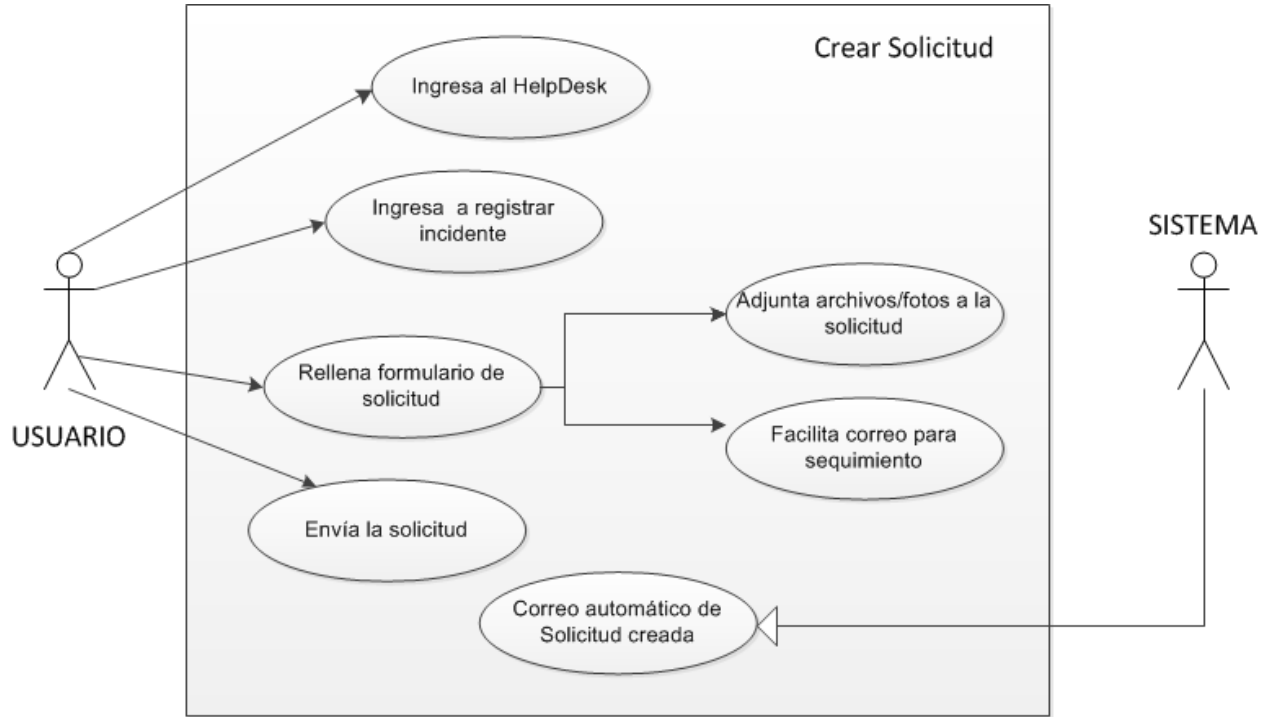 Crear Solicitud
Ingresa al HelpDesk
Ingresa a registrar
incidente
SISTEMA
Adjunta archivos/fotos a la
solicitud
Rellena formulario de
solicitud
USUARIO
Facilita correo para
sequimiento
Envía la solicitud
Correo automático de
Solicitud creada